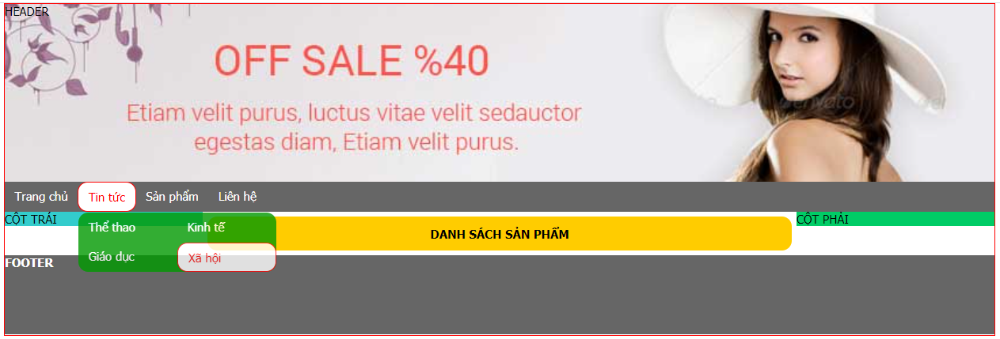 HEADER
OFF SALE %40
Etiam velit purus, luctus vitae velit sedauctor
egestas diam, Etiam velit purus.
envato
Trang chủ Tin tức Sản phẩm Liên hệ
CỘT TRÁI
Thể thao Kinh tế
Giáo dục Xã hội
DANH SÁCH SẢN PHẨM
CỘT PHẢI
FOOTER